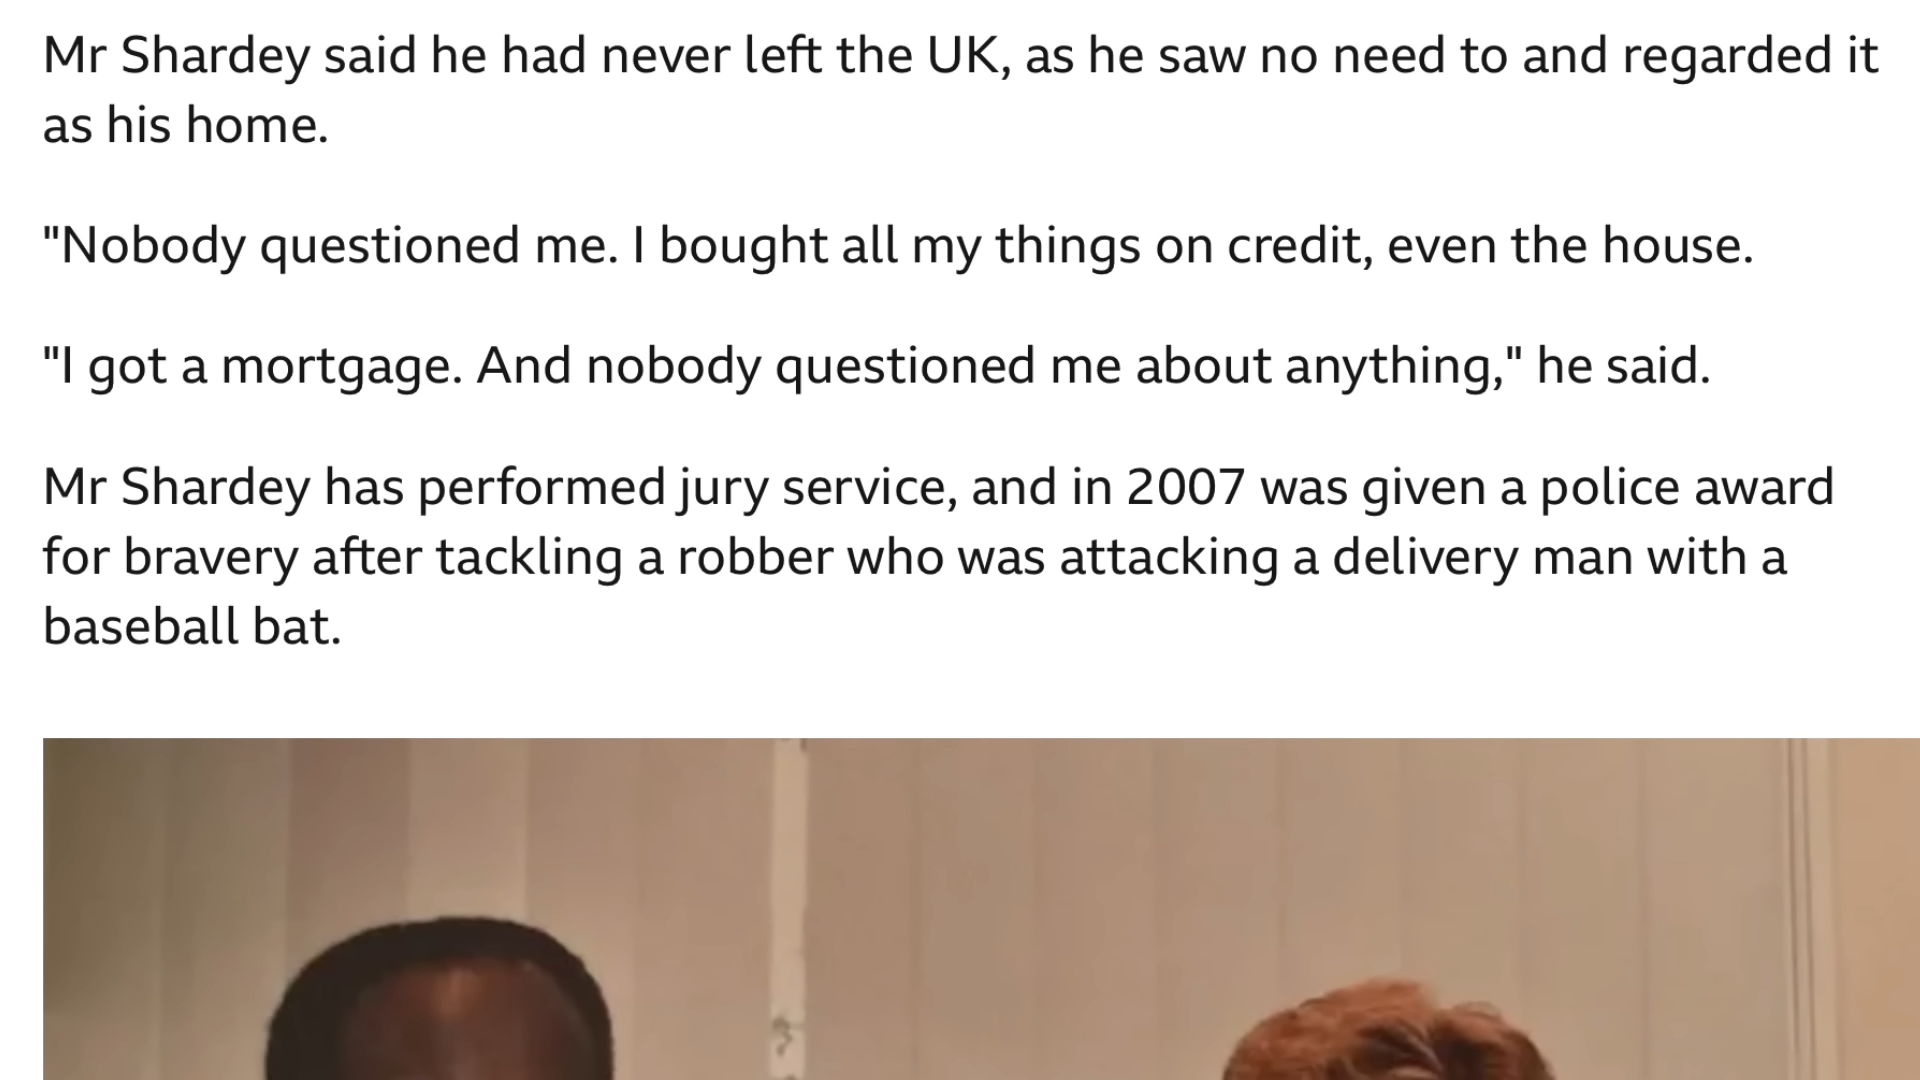 Mr Shardey said he had never left the UK, as he saw no need to and regarded it
as his home.
"Nobody questioned me. I bought all my things on credit, even the house.
"I got a mortgage. And nobody questioned me about anything," he said.
Mr Shardey has performed jury service, and in 2007 was given a police award
for bravery after tackling a robber who was attacking a delivery man with a
baseball bat.